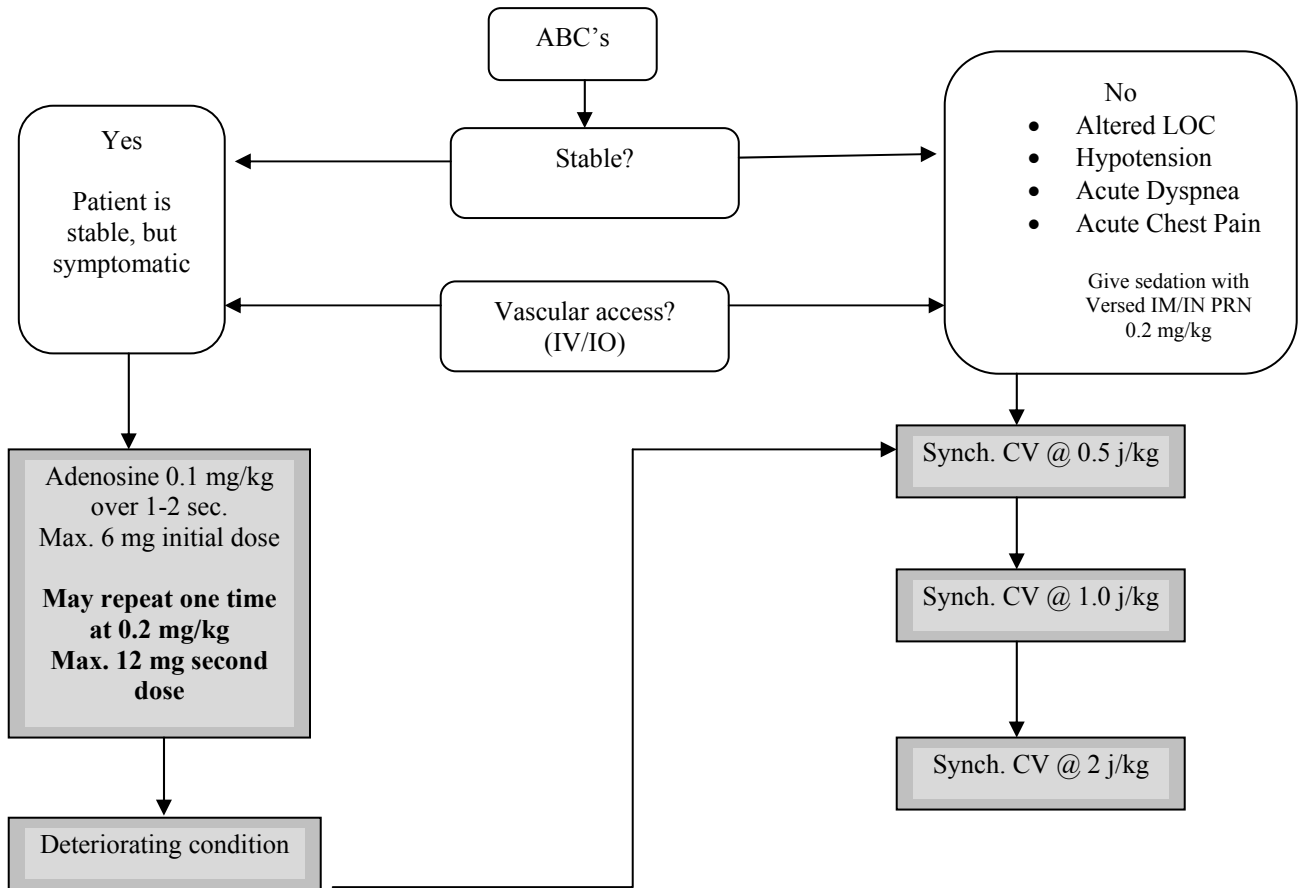 ABC's
Stable?
Yes
Patient is
stable, but
symptomatic
No
• Altered LOC
• Hypotension
• Acute Dyspnea
• Acute Chest Pain
Give sedation with
Versed IM/IN PRN
0.2 mg/kg
Vascular access?
(IV/IO)
Adenosine 0.1 mg/kg
over 1-2 sec.
Max. 6 mg initial dose
May repeat one time
at 0.2 mg/kg
Max. 12 mg second
dose
Deteriorating condition
Synch. CV @ 0.5 j/kg
Synch. CV @ 1.0 j/kg
Synch. CV @ 2 j/kg